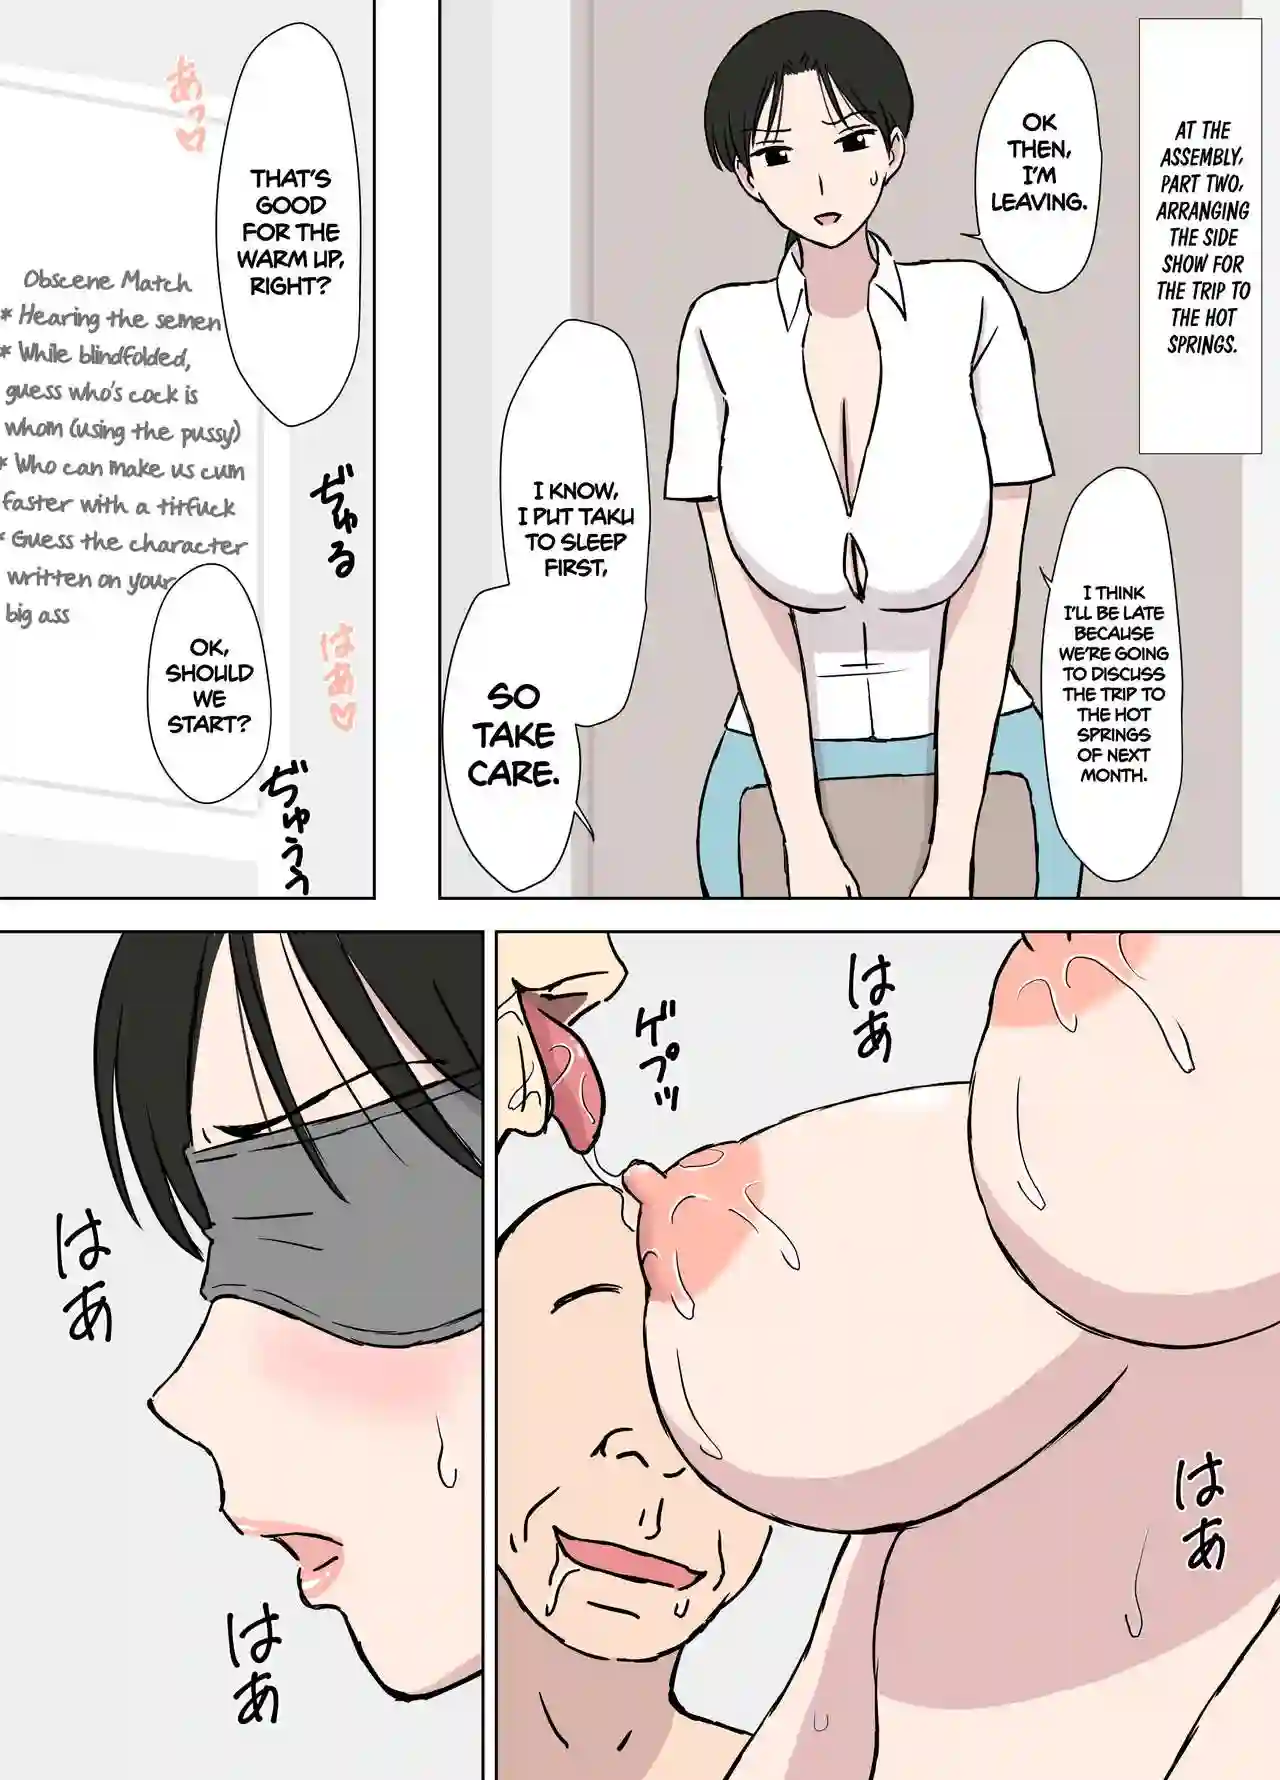 AT THE
ASSEMBLY,
PART TWO,
ARRANGING
THE SIDE
SHOW FOR
THE TRIP TO
THE HOT
SPRINGS.
OK
THEN,
I'M
LEAVING.
I THINK
I'LL BE LATE
BECAUSE
WE'RE GOING
TO DISCUSS
THE TRIP TO
THE HOT
SPRINGS
OF NEXT
MONTH.
I KNOW,
I PUT TAKU
TO SLEEP
FIRST,
SO
TAKE
CARE.
THAT'S
GOOD
FOR THE
WARM UP,
RIGHT?
あっ♡
Obscene Match
* Hearing the semen
* While blindfolded,
guess who's cock is
whom (using the pussy)
* Who can make us cum
faster with a titfuck
* Guess the character
written on your
big ass
ぢゅる
はあ♡
OK,
SHOULD
WE
START?
ぢゅうぅ
はあ
ゲプッ
はあ
はあ
はあ